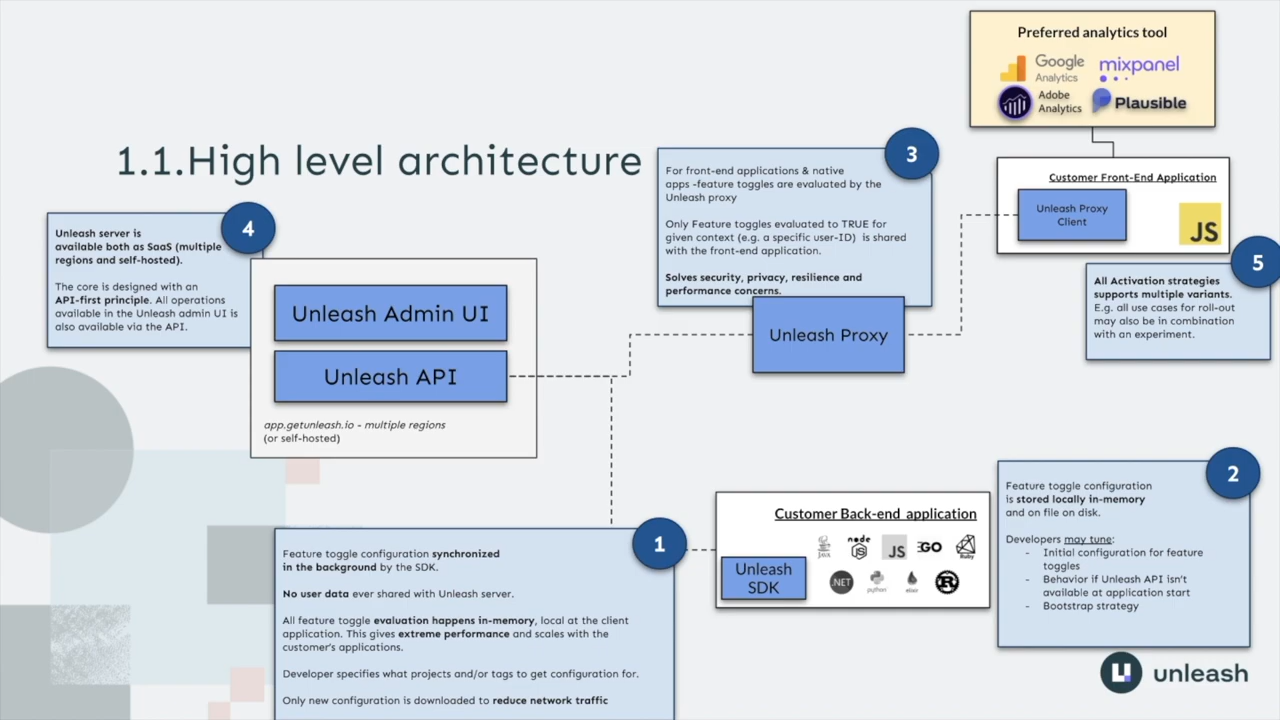 Preferred analytics tool
Google
Analytics
mixpanel
Adobe
Analytics
Plausible
1.1.High level architecture
3
For front-end applications & native
apps -feature toggles are evaluated by the
Unleash proxy
Only Feature toggles evaluated to TRUE for
given context (e.g. a specific user-ID) is shared
with the front-end application.
Solves security, privacy, resilience and
performance concerns.
Customer Front-End Application
Unleash Proxy
Client
JS
4
Unleash server is
available both as SaaS (multiple
regions and self-hosted).
The core is designed with an
API-first principle. All operations
available in the Unleash admin UI is
also available via the API.
5
All Activation strategies
supports multiple variants.
E.g. all use cases for roll-out
may also be in combination
with an experiment.
Unleash Admin UI
Unleash API
app.getunleash.io - multiple regions
(or self-hosted)
Unleash Proxy
1
Feature toggle configuration synchronized
in the background by the SDK.
No user data ever shared with Unleash server.
All feature toggle evaluation happens in-memory, local at the client
application. This gives extreme performance and scales with the
customer's applications.
Developer specifies what projects and/or tags to get configuration for.
Only new configuration is downloaded to reduce network traffic
Customer Back-end application
Java
node
JS
JS
GO
Ruby
Unleash
SDK
.NET
python
elixir
R
2
Feature toggle configuration
is stored locally in-memory
and on file on disk.
Developers may tune:
- Initial configuration for feature
toggles
- Behavior if Unleash API isn't
available at application start
- Bootstrap strategy
unleash